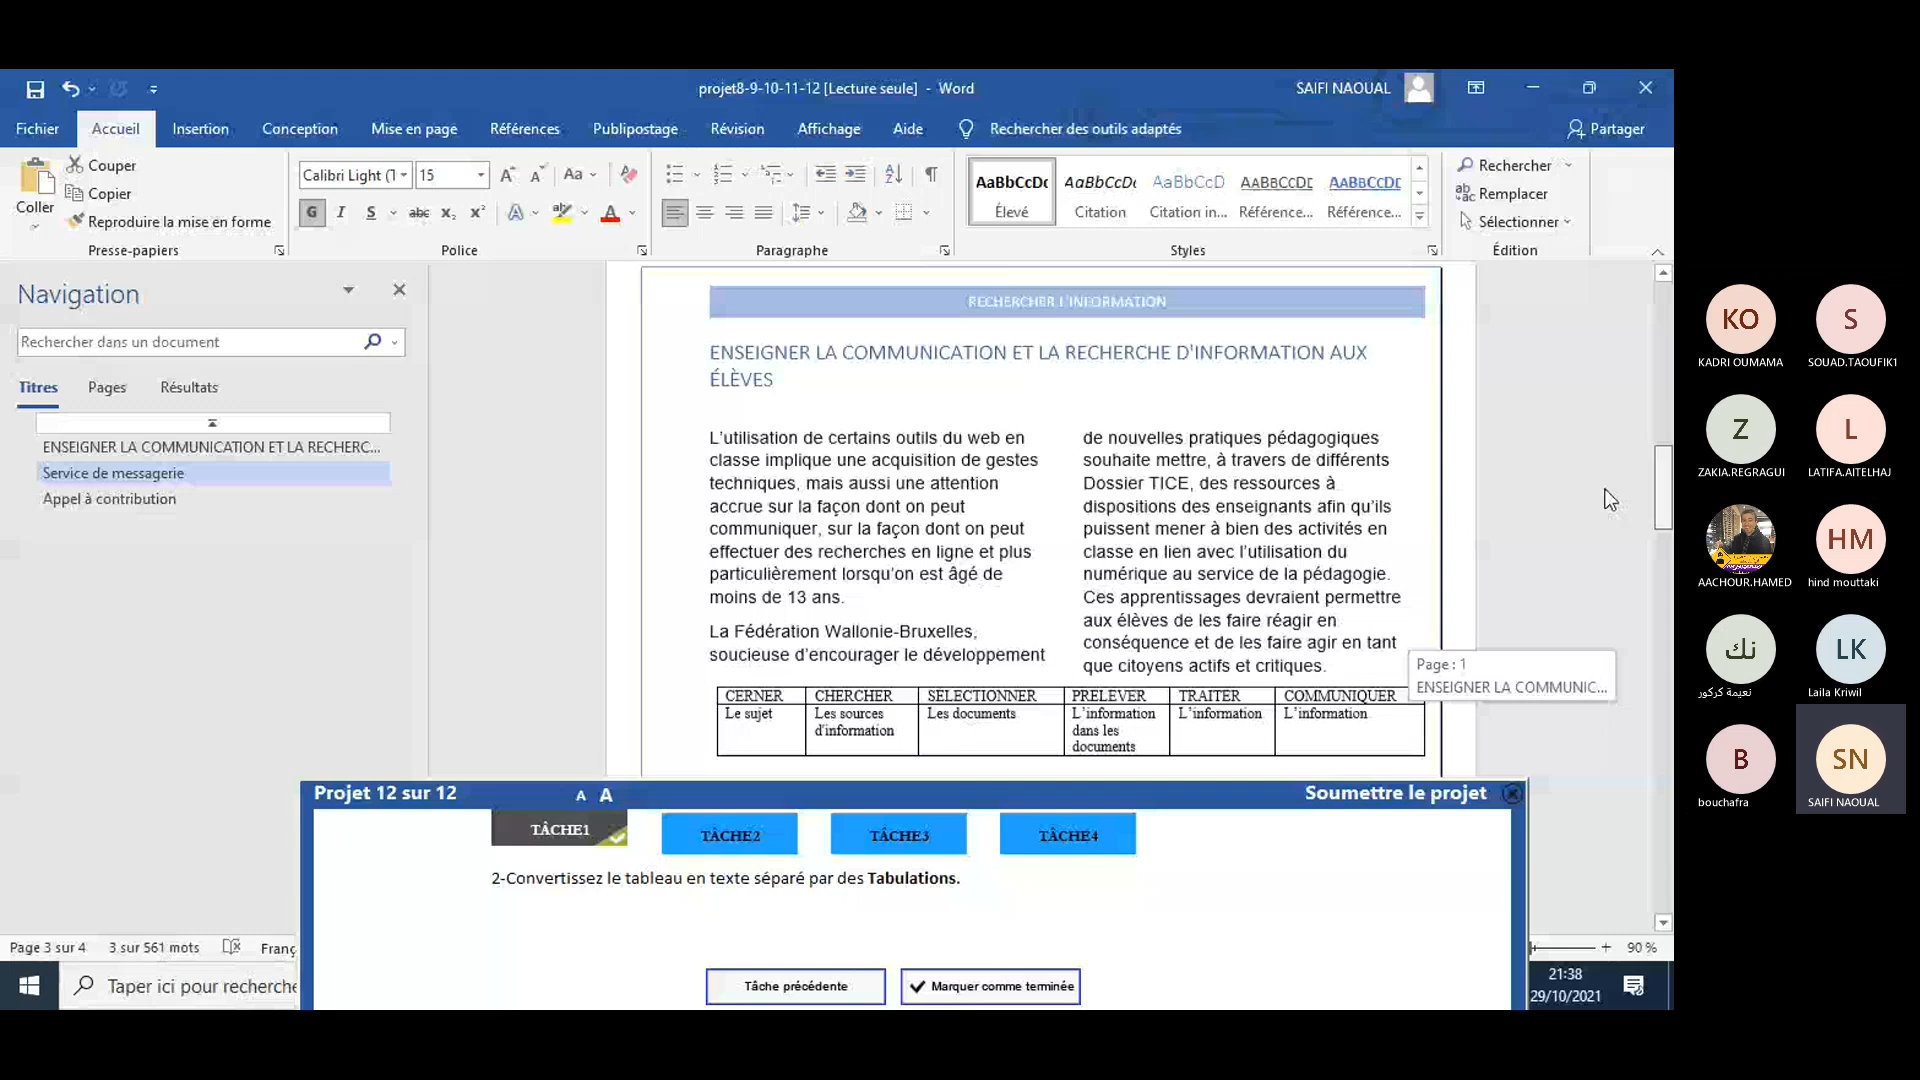 projet8-9-10-11-12 [Lecture seule] - Word
SAIFI NAOUAL
Fichier Accueil Insertion Conception Mise en page Références Publipostage Révision Affichage Aide Rechercher des outils adaptés Partager
Coller
Couper
Copier
Reproduire la mise en forme
Presse-papiers
Calibri Light (T 15
Aa
G I S abc x₂ x²
Police
Paragraphe
AaBbCcDc AaBbCcDc AaBbCcD AABBCCDE AABBCCDE
Élevé Citation Citation in... Référence... Référence...
Styles
Rechercher
Remplacer
Sélectionner
Édition
Navigation
Rechercher dans un document
Titres Pages Résultats
ENSEIGNER LA COMMUNICATION ET LA RECHERC...
Service de messagerie
Appel à contribution
RECHERCHER L'INFORMATION
ENSEIGNER LA COMMUNICATION ET LA RECHERCHE D'INFORMATION AUX
ÉLÈVES
L'utilisation de certains outils du web en
classe implique une acquisition de gestes
techniques, mais aussi une attention
accrue sur la façon dont on peut
communiquer, sur la façon dont on peut
effectuer des recherches en ligne et plus
particulièrement lorsqu'on est âgé de
moins de 13 ans.
La Fédération Wallonie-Bruxelles,
soucieuse d'encourager le développement
de nouvelles pratiques pédagogiques
souhaite mettre, à travers de différents
Dossier TICE, des ressources à
dispositions des enseignants afin qu'ils
puissent mener à bien des activités en
classe en lien avec l'utilisation du
numérique au service de la pédagogie.
Ces apprentissages devraient permettre
aux élèves de les faire réagir en
conséquence et de les faire agir en tant
que citoyens actifs et critiques.
Page : 1
ENSEIGNER LA COMMUNIC...
CERNER CHERCHER SELECTIONNER PRELEVER TRAITER COMMUNIQUER
Le sujet Les sources Les documents L'information L'information L'information
d'information dans les
documents
Projet 12 sur 12 A A Soumettre le projet
TÂCHE1 TÂCHE2 TÂCHE3 TÂCHE4
2-Convertissez le tableau en texte séparé par des Tabulations.
Tâche précédente Marquer comme terminée
Page 3 sur 4 3 sur 561 mots Franç
90 %
Taper ici pour recherche
21:38
29/10/2021
KO S
KADRI OUMAMA SOUAD.TAOUFIK1
Z L
ZAKIA.REGRAGUI LATIFA.AITELHAJ
HM
AACHOUR.HAMED hind mouttaki
نك LK
نعيمة كركور Laila Kriwil
B SN
bouchafra SAIFI NAOUAL